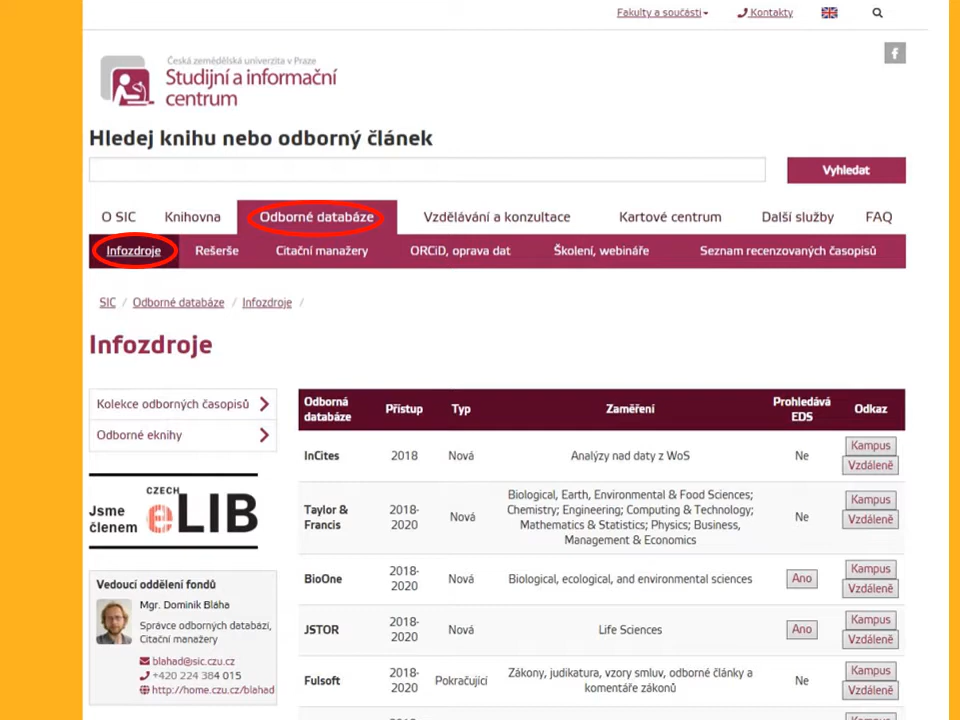 Fakulty a součásti
Kontakty
f
Česká zemědělská univerzita v Praze
Studijní a informační
centrum
Hledej knihu nebo odborný článek
Vyhledat
O SIC Knihovna Odborné databáze Vzdělávání a konzultace Kartové centrum Další služby FAQ
Infozdroje Rešerše Citační manažery ORCiD, oprava dat Školení, webináře Seznam recenzovaných časopisů
SIC / Odborné databáze / Infozdroje /
Infozdroje
Kolekce odborných časopisů
Odborné eknihy
Jsme
členem
CZECH
eLIB
Vedoucí oddělení fondů
Mgr. Dominik Bláha
Správce odborných databází,
Citační manažery
blahad@sic.czu.cz
+420 224 384 015
http://home.czu.cz/blahad
Odborná
databáze
Přístup
Typ
Zaměření
Prohledává
EDS
Odkaz
InCites
2018
Nová
Analýzy nad daty z WoS
Ne
Kampus
Vzdáleně
Taylor &
Francis
2018-
2020
Nová
Biological, Earth, Environmental & Food Sciences;
Chemistry; Engineering; Computing & Technology;
Mathematics & Statistics; Physics; Business,
Management & Economics
Ne
Kampus
Vzdáleně
BioOne
2018-
2020
Nová
Biological, ecological, and environmental sciences
Ano
Kampus
Vzdáleně
JSTOR
2018-
2020
Nová
Life Sciences
Ano
Kampus
Vzdáleně
Fulsoft
2018-
2020
Pokračující
Zákony, judikatura, vzory smluv, odborné články a
komentáře zákonů
Ne
Kampus
Vzdáleně